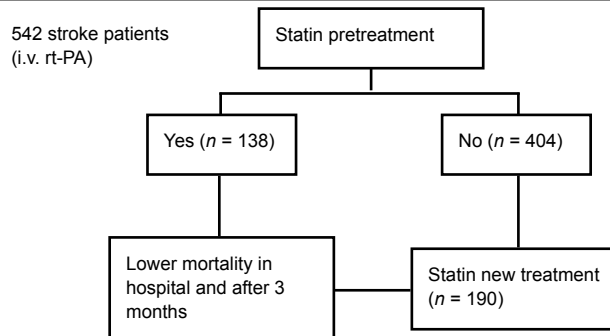 542 stroke patients
(i.v. rt-PA)
Statin pretreatment
Yes (n = 138)
No (n = 404)
Lower mortality in
hospital and after 3
months
Statin new treatment
(n = 190)